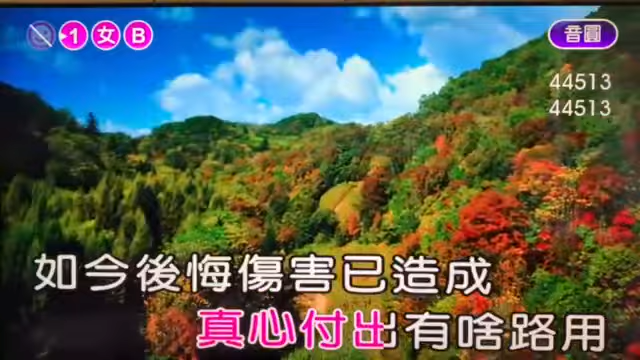 -1 女 B
音圓
44513
44513
如今後悔傷害已造成
真心付出有啥路用